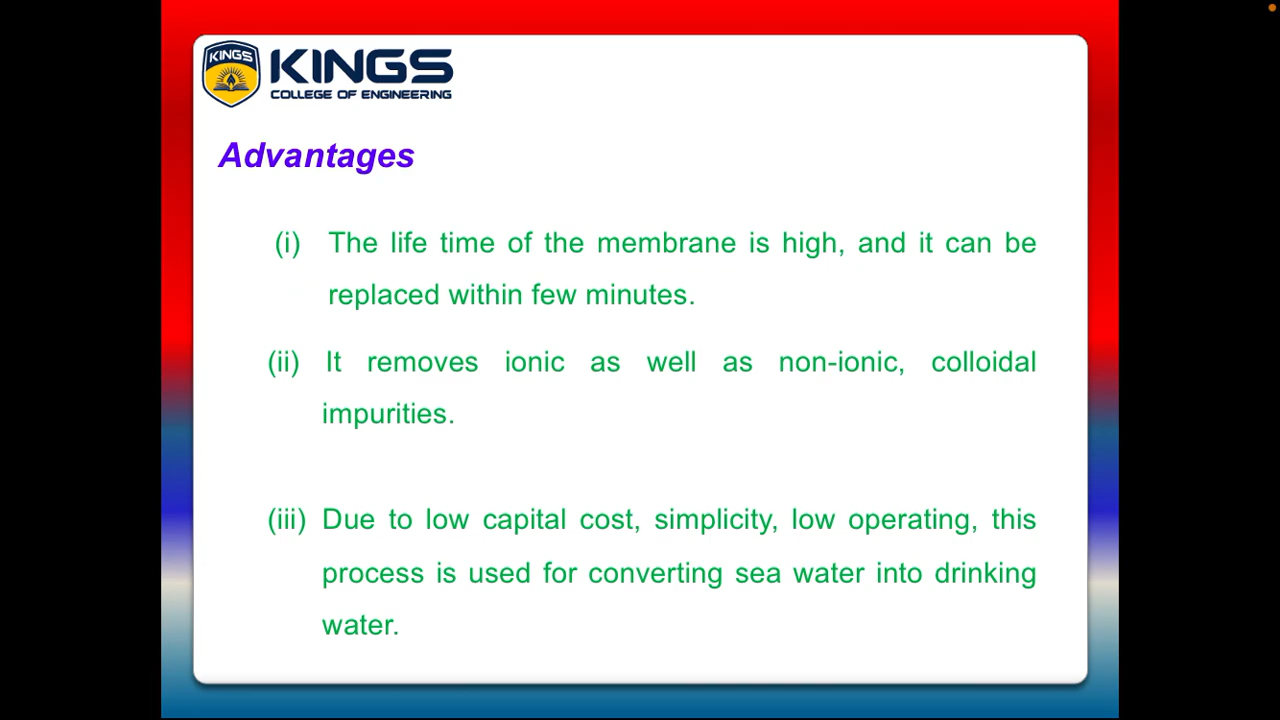 KINGS
KINGS
COLLEGE OF ENGINEERING
Advantages
(i) The life time of the membrane is high, and it can be
replaced within few minutes.
(ii) It removes ionic as well as non-ionic, colloidal
impurities.
(iii) Due to low capital cost, simplicity, low operating, this
process is used for converting sea water into drinking
water.